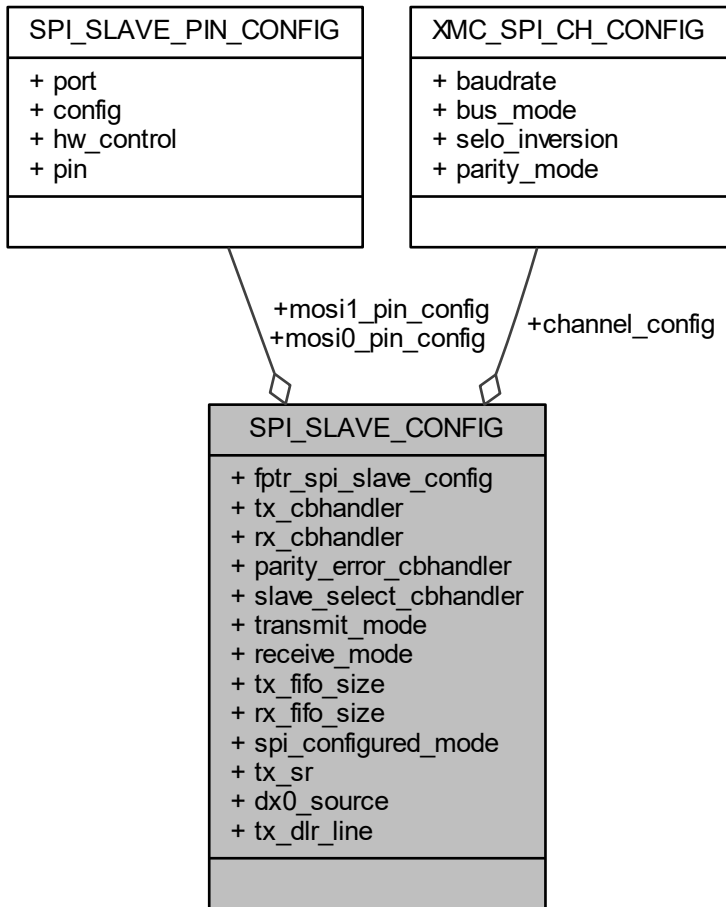 SPI_SLAVE_PIN_CONFIG
+ port
+ config
+ hw_control
+ pin
XMC_SPI_CH_CONFIG
+ baudrate
+ bus_mode
+ selo_inversion
+ parity_mode
+mosi1_pin_config
+mosi0_pin_config
+channel_config
SPI_SLAVE_CONFIG
+ fptr_spi_slave_config
+ tx_cbhandler
+ rx_cbhandler
+ parity_error_cbhandler
+ slave_select_cbhandler
+ transmit_mode
+ receive_mode
+ tx_fifo_size
+ rx_fifo_size
+ spi_configured_mode
+ tx_sr
+ dx0_source
+ tx_dlr_line